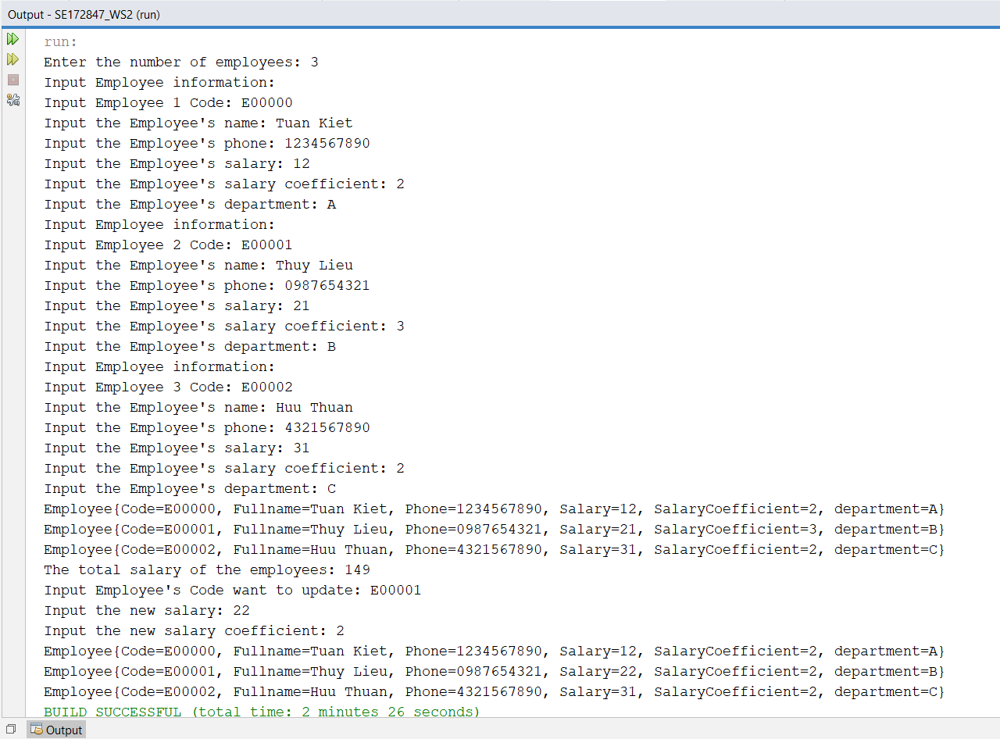 Output - SE172847_WS2 (run)
run:
Enter the number of employees: 3
Input Employee information:
Input Employee 1 Code: E00000
Input the Employee's name: Tuan Kiet
Input the Employee's phone: 1234567890
Input the Employee's salary: 12
Input the Employee's salary coefficient: 2
Input the Employee's department: A
Input Employee information:
Input Employee 2 Code: E00001
Input the Employee's name: Thuy Lieu
Input the Employee's phone: 0987654321
Input the Employee's salary: 21
Input the Employee's salary coefficient: 3
Input the Employee's department: B
Input Employee information:
Input Employee 3 Code: E00002
Input the Employee's name: Huu Thuan
Input the Employee's phone: 4321567890
Input the Employee's salary: 31
Input the Employee's salary coefficient: 2
Input the Employee's department: C
Employee{Code=E00000, Fullname=Tuan Kiet, Phone=1234567890, Salary=12, SalaryCoefficient=2, department=A}
Employee{Code=E00001, Fullname=Thuy Lieu, Phone=0987654321, Salary=21, SalaryCoefficient=3, department=B}
Employee{Code=E00002, Fullname=Huu Thuan, Phone=4321567890, Salary=31, SalaryCoefficient=2, department=C}
The total salary of the employees: 149
Input Employee's Code want to update: E00001
Input the new salary: 22
Input the new salary coefficient: 2
Employee{Code=E00000, Fullname=Tuan Kiet, Phone=1234567890, Salary=12, SalaryCoefficient=2, department=A}
Employee{Code=E00001, Fullname=Thuy Lieu, Phone=0987654321, Salary=22, SalaryCoefficient=2, department=B}
Employee{Code=E00002, Fullname=Huu Thuan, Phone=4321567890, Salary=31, SalaryCoefficient=2, department=C}
BUILD SUCCESSFUL (total time: 2 minutes 26 seconds)
Output